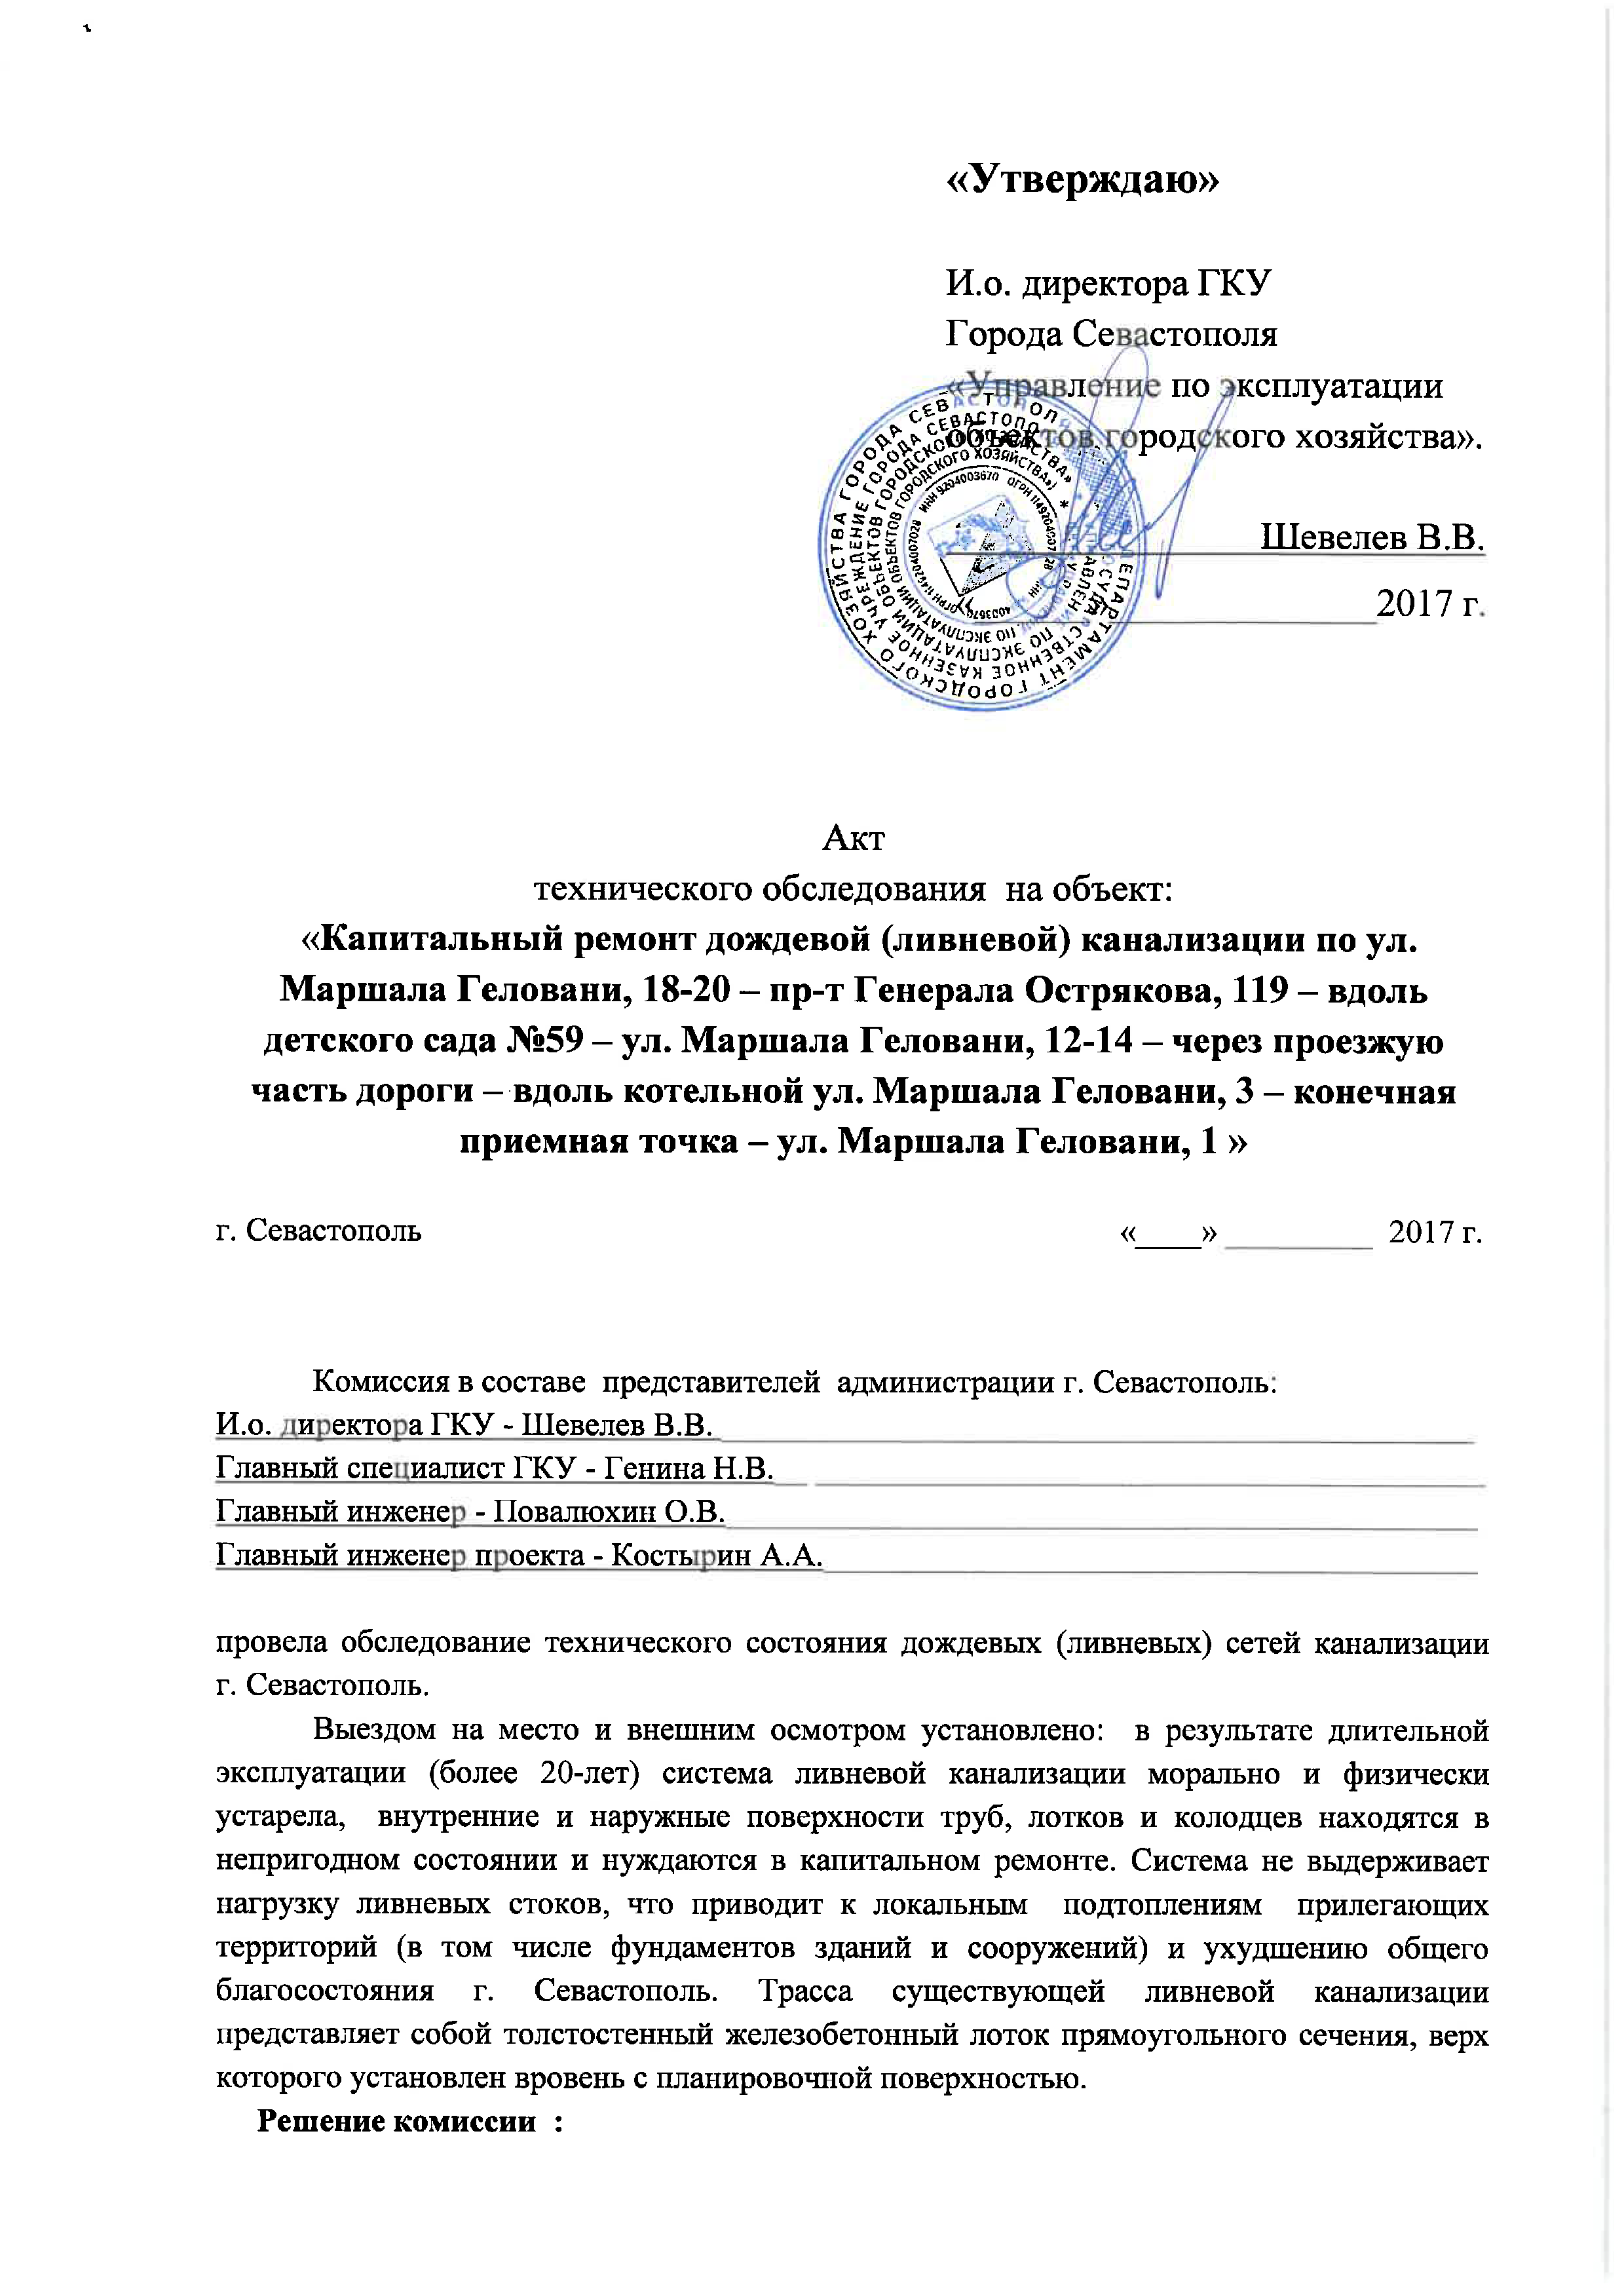 «Утверждаю»
И.о. директора ГКУ
Города Севастополя
«Управление по эксплуатации
объектов городского хозяйства».
Шевелев В.В.
2017 г.
Акт
технического обследования на объект:
«Капитальный ремонт дождевой (ливневой) канализации по ул.
Маршала Геловани, 18-20 – пр-т Генерала Острякова, 119 – вдоль
детского сада №59 – ул. Маршала Геловани, 12-14 – через проезжую
часть дороги – вдоль котельной ул. Маршала Геловани, 3 – конечная
приемная точка – ул. Маршала Геловани, 1 »
г. Севастополь «____» _________ 2017 г.
Комиссия в составе представителей администрации г. Севастополь:
И.о. директора ГКУ - Шевелев В.В.
Главный специалист ГКУ - Генина Н.В.
Главный инженер - Повалюхин О.В.
Главный инженер проекта - Костырин А.А.
провела обследование технического состояния дождевых (ливневых) сетей канализации
г. Севастополь.
Выездом на место и внешним осмотром установлено: в результате длительной
эксплуатации (более 20-лет) система ливневой канализации морально и физически
устарела, внутренние и наружные поверхности труб, лотков и колодцев находятся в
непригодном состоянии и нуждаются в капитальном ремонте. Система не выдерживает
нагрузку ливневых стоков, что приводит к локальным подтоплениям прилегающих
территорий (в том числе фундаментов зданий и сооружений) и ухудшению общего
благосостояния г. Севастополь. Трасса существующей ливневой канализации
представляет собой толстостенный железобетонный лоток прямоугольного сечения, верх
которого установлен вровень с планировочной поверхностью.
Решение комиссии :